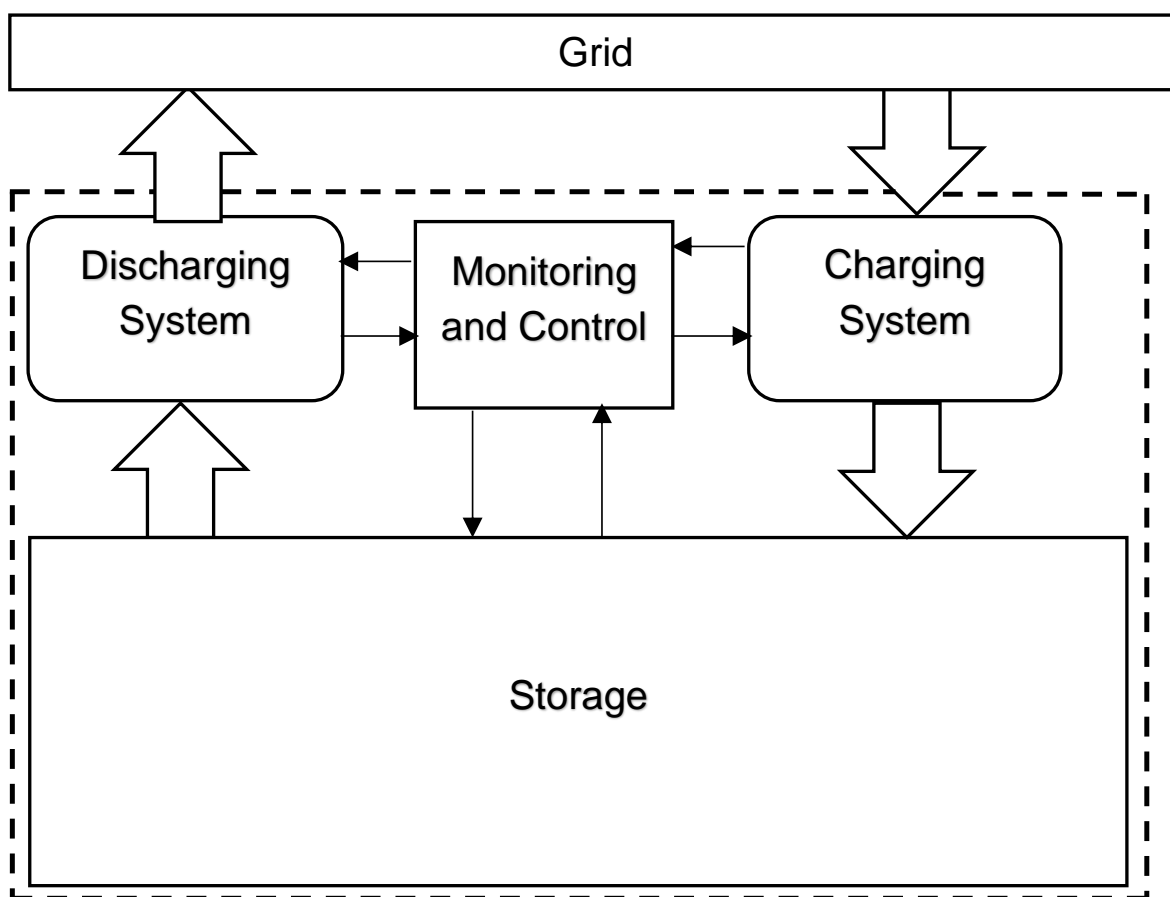 Grid
Discharging
System
Monitoring
and Control
Charging
System
Storage